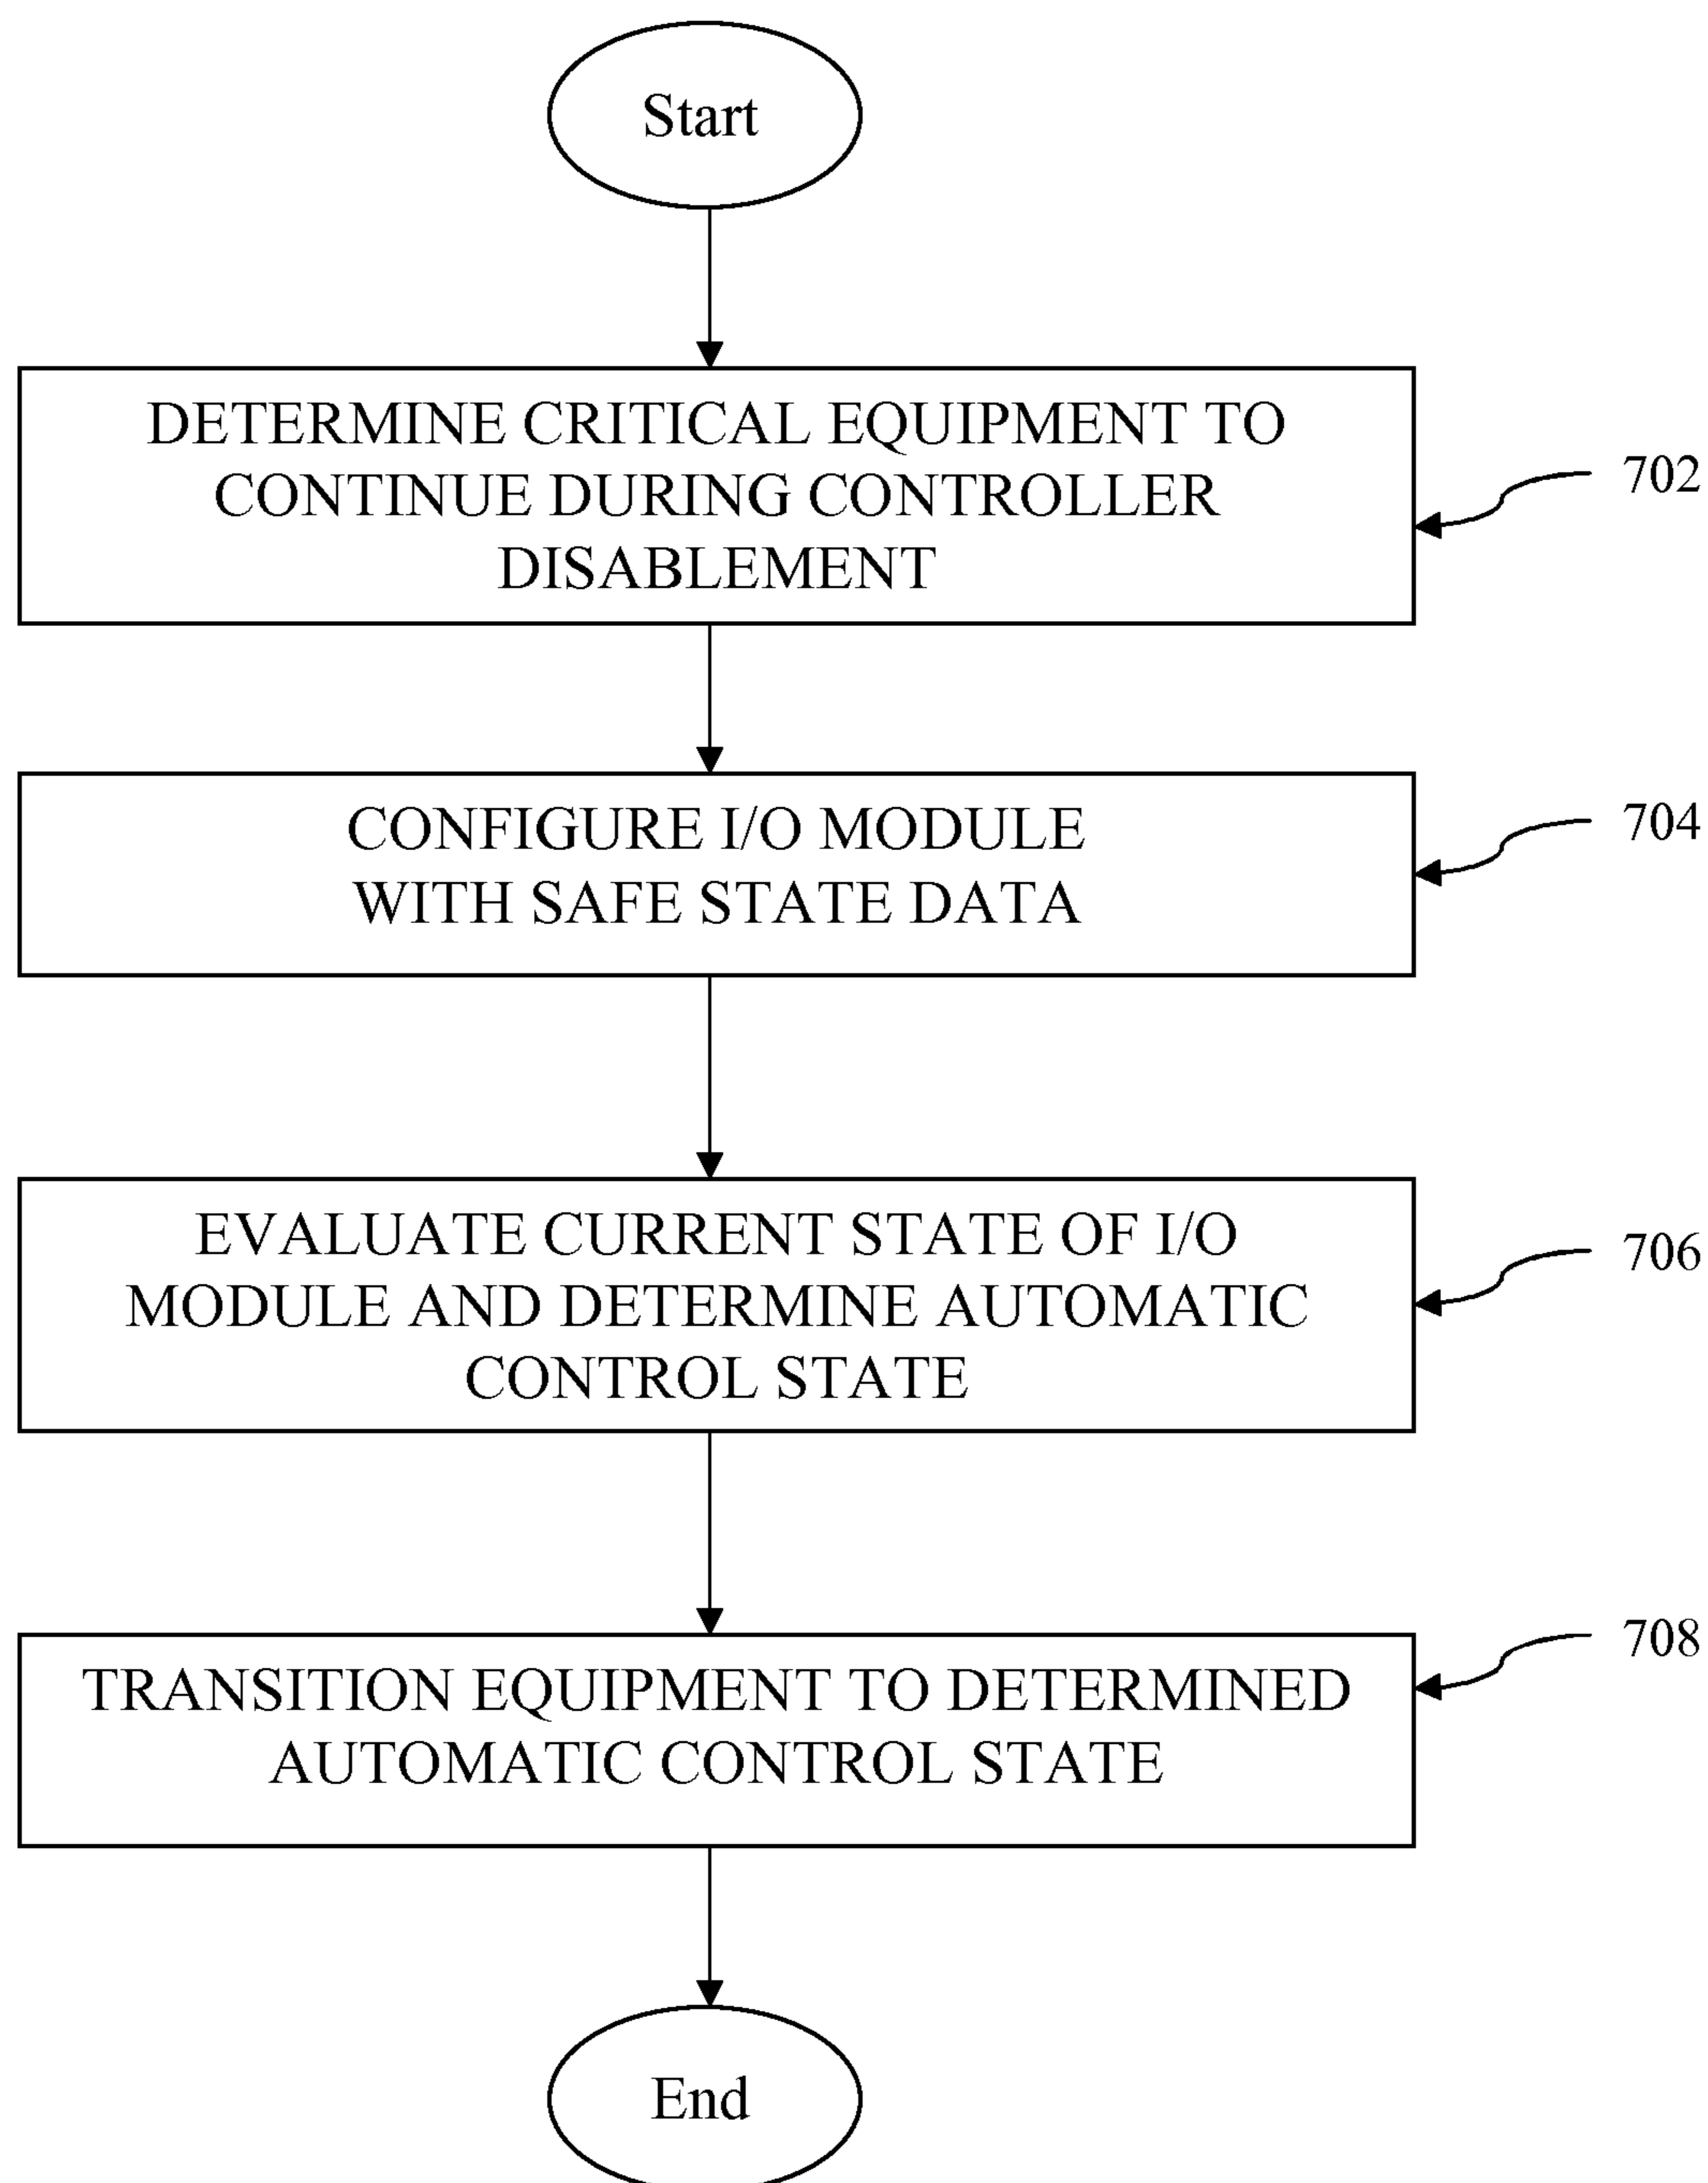 Start
DETERMINE CRITICAL EQUIPMENT TO
CONTINUE DURING CONTROLLER
DISABLEMENT
702
CONFIGURE I/O MODULE
WITH SAFE STATE DATA
704
EVALUATE CURRENT STATE OF I/O
MODULE AND DETERMINE AUTOMATIC
CONTROL STATE
706
TRANSITION EQUIPMENT TO DETERMINED
AUTOMATIC CONTROL STATE
708
End